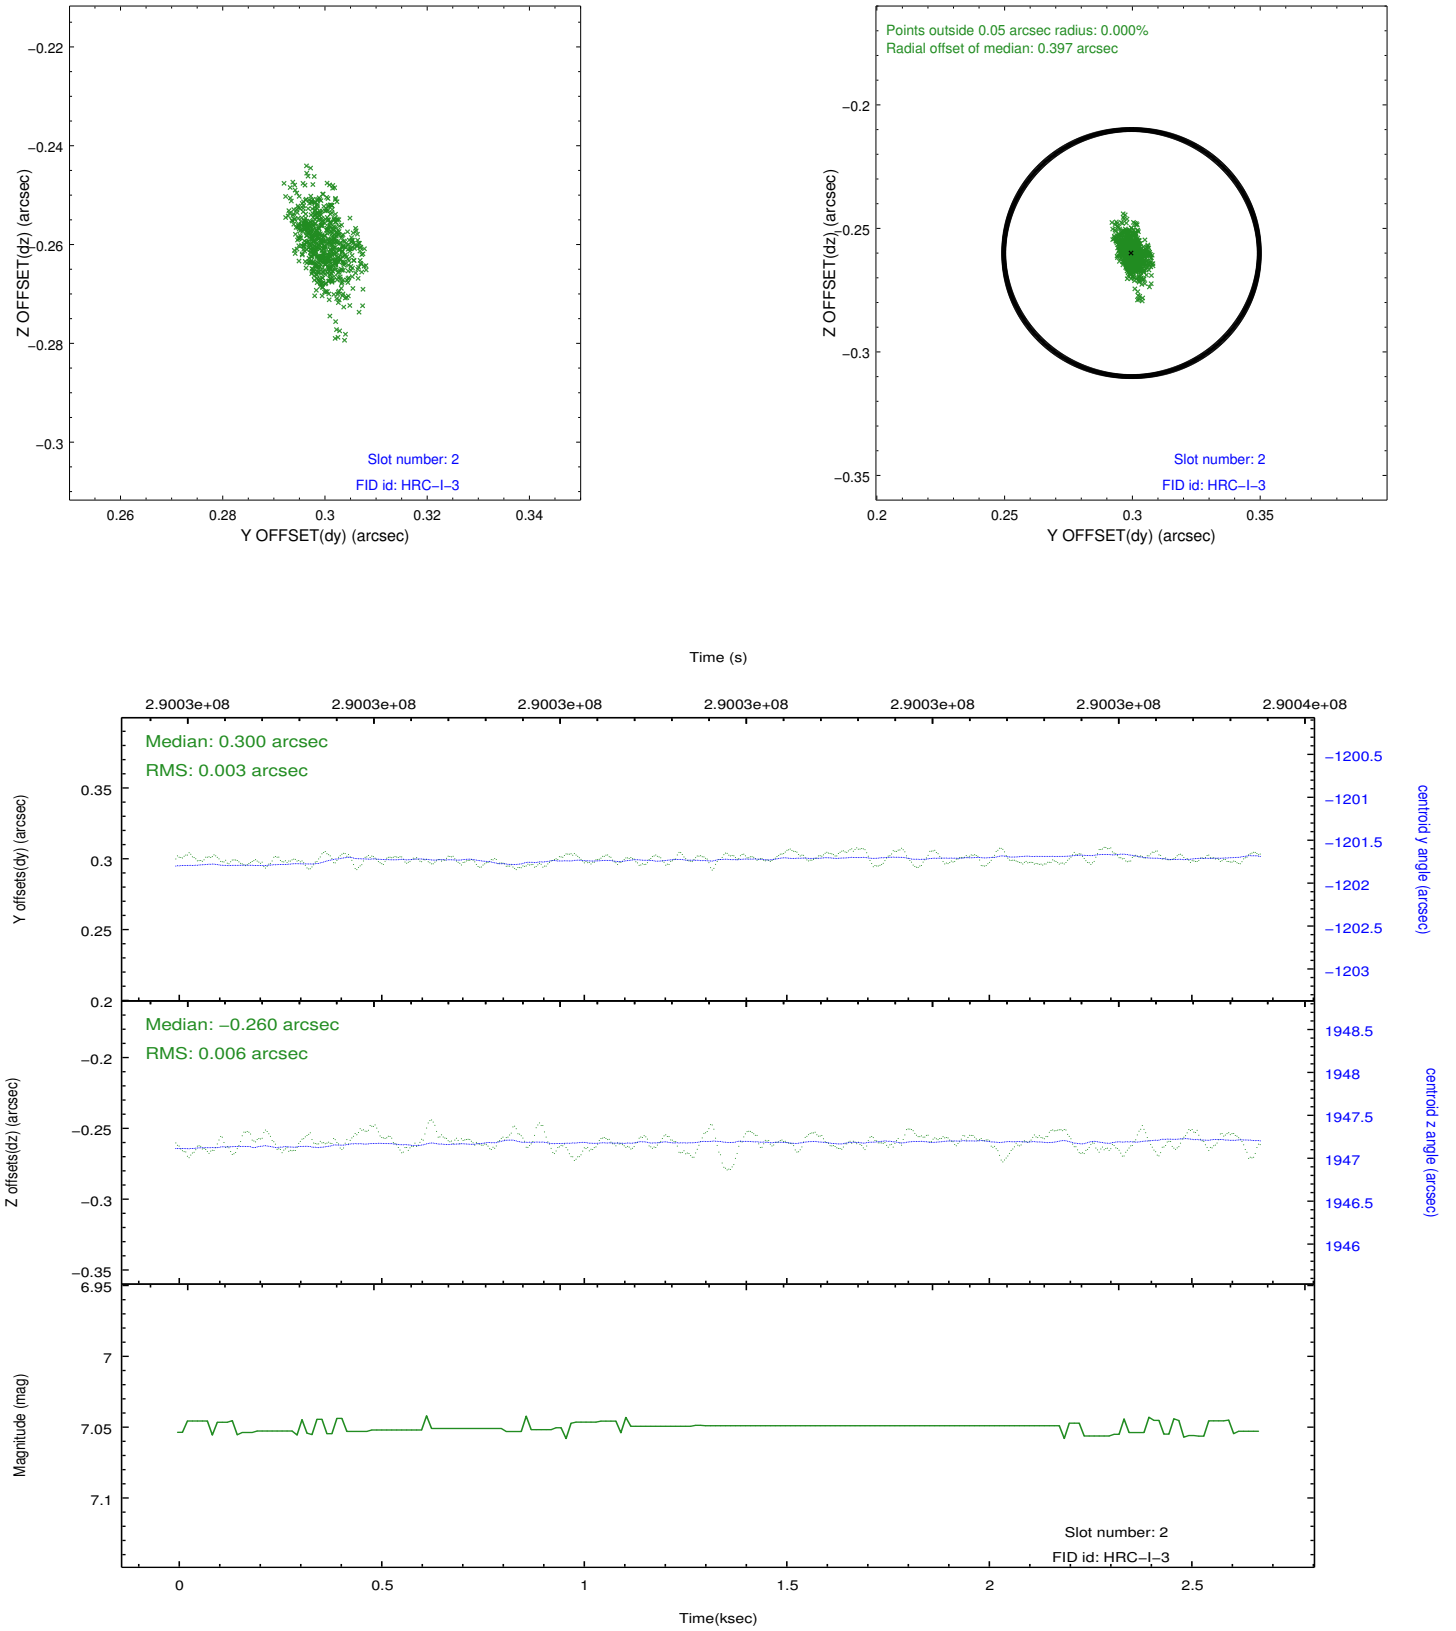 −0.22
−0.24
−0.26
−0.28
−0.3
Z OFFSET(dz) (arcsec)
Slot number: 2
FID id: HRC−I−3
0.26 0.28 0.3 0.32 0.34
Y OFFSET(dy) (arcsec)
Points outside 0.05 arcsec radius: 0.000%
Radial offset of median: 0.397 arcsec
−0.2
−0.25
−0.3
−0.35
Z OFFSET(dz) (arcsec)
Slot number: 2
FID id: HRC−I−3
0.2 0.25 0.3 0.35
Y OFFSET(dy) (arcsec)
Time (s)
2.9003e+08 2.9003e+08 2.9003e+08 2.9003e+08 2.9003e+08 2.9003e+08 2.9004e+08
Median: 0.300 arcsec
RMS: 0.003 arcsec
0.35
0.3
0.25
0.2
Y offsets(dy) (arcsec)
−1200.5
−1201
−1201.5
−1202
−1202.5
−1203
centroid y angle (arcsec)
Median: −0.260 arcsec
RMS: 0.006 arcsec
−0.2
−0.25
−0.3
−0.35
Z offsets(dz) (arcsec)
1948.5
1948
1947.5
1947
1946.5
1946
centroid z angle (arcsec)
6.95
7
7.05
7.1
Magnitude (mag)
Slot number: 2
FID id: HRC−I−3
0 0.5 1 1.5 2 2.5
Time(ksec)